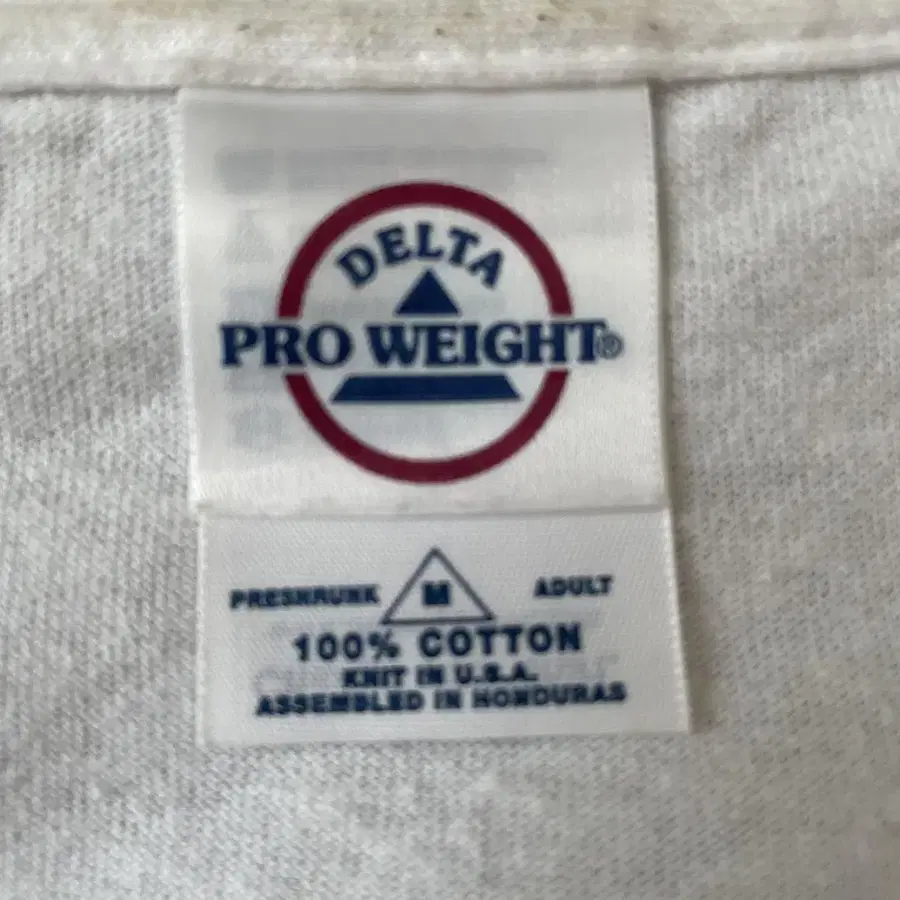 DELTA
PRO WEIGHT®
PRESHRUNK M ADULT
100% COTTON
KNIT IN U.S.A.
ASSEMBLED IN HONDURAS